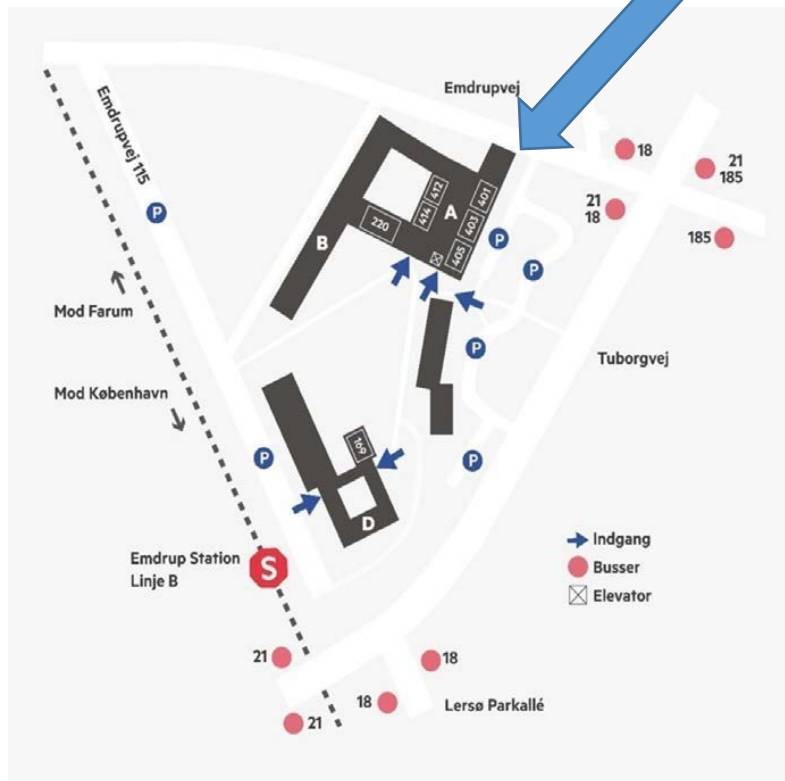 Emdrupvej
Emdrupvej 115
18
21
185
21
18
185
P
A
B
412
414
401
403
405
220
P
P
P
Mod Farum
Mod København
Tuborgvej
P
P
169
D
Emdrup Station
Linje B
S
Indgang
Busser
Elevator
21
18
18
21
Lersø Parkallé